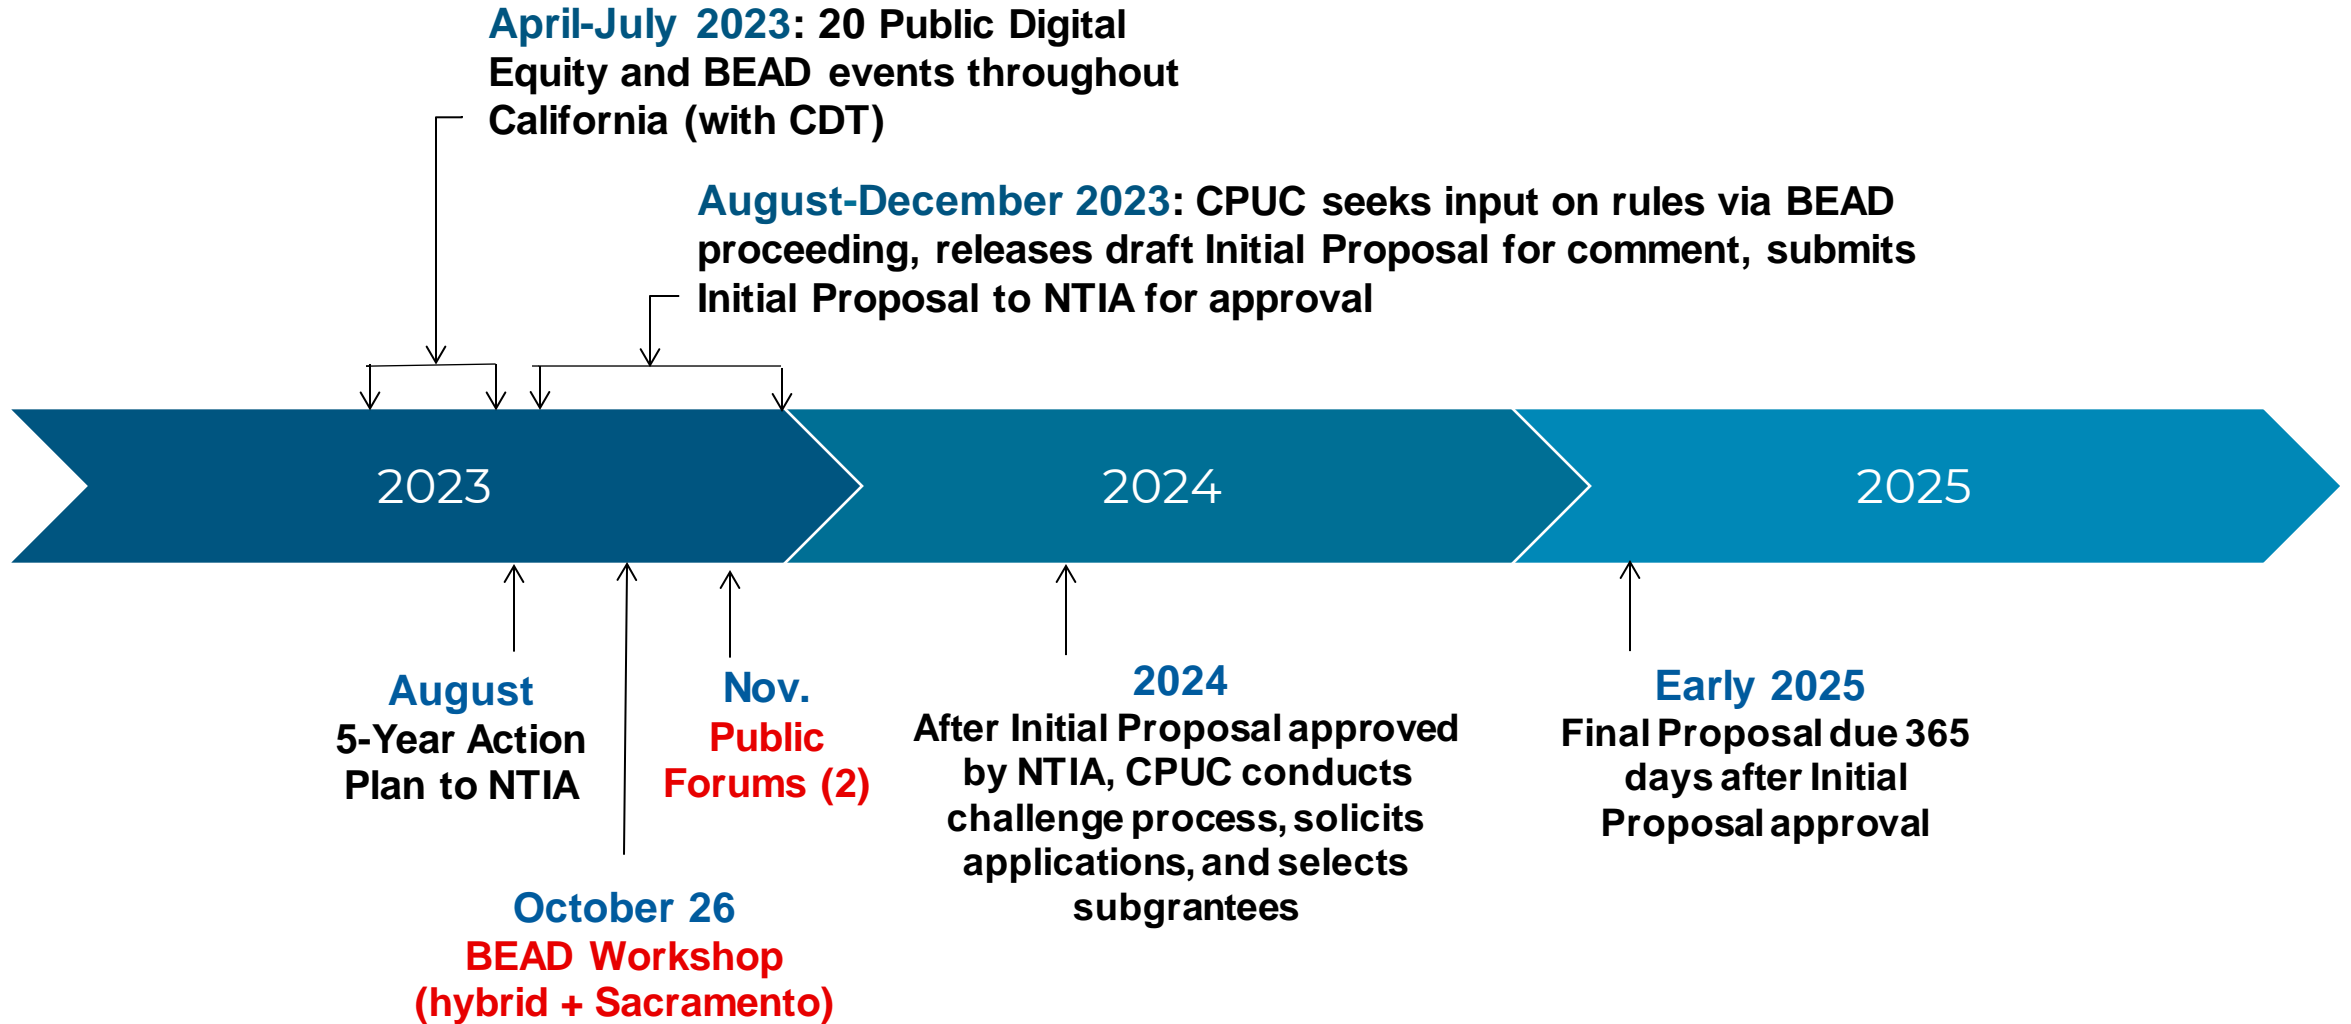 April-July 2023: 20 Public Digital
Equity and BEAD events throughout
California (with CDT)
August-December 2023: CPUC seeks input on rules via BEAD
proceeding, releases draft Initial Proposal for comment, submits
Initial Proposal to NTIA for approval
2023
2024
2025
August
5-Year Action
Plan to NTIA
October 26
BEAD Workshop
(hybrid + Sacramento)
Nov.
Public
Forums (2)
2024
After Initial Proposal approved
by NTIA, CPUC conducts
challenge process, solicits
applications, and selects
subgrantees
Early 2025
Final Proposal due 365
days after Initial
Proposal approval